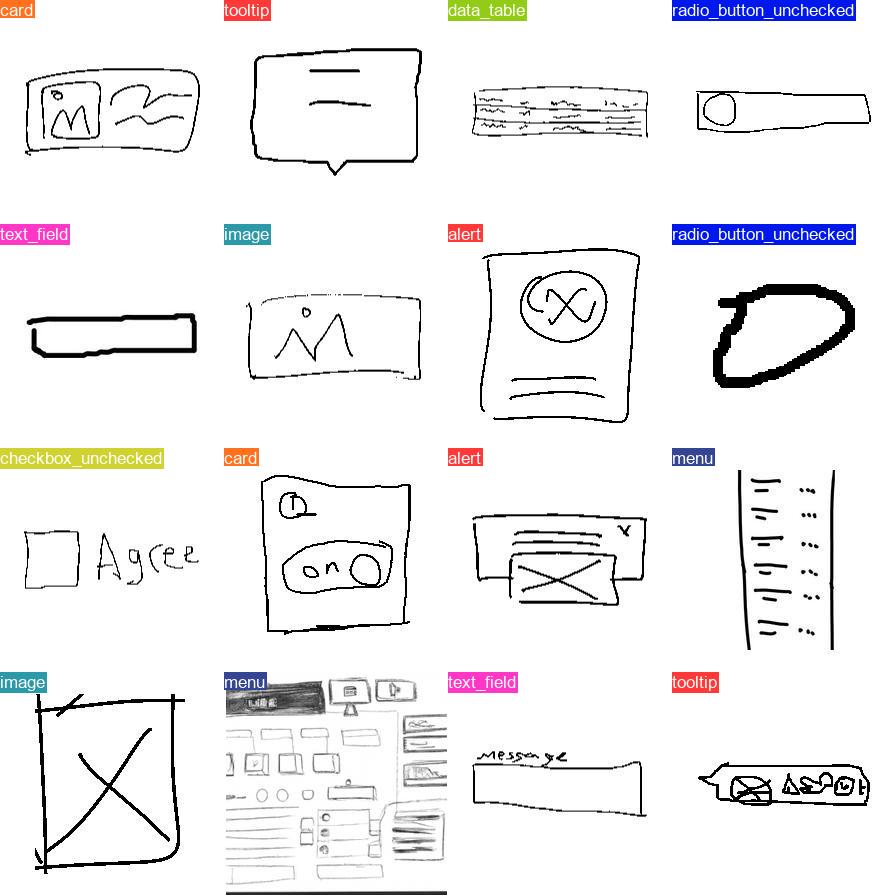 card
tooltip
data_table
radio_button_unchecked
text_field
image
alert
radio_button_unchecked
checkbox_unchecked
card
alert
menu
Agree
on
x
image
menu
text_field
tooltip
Message